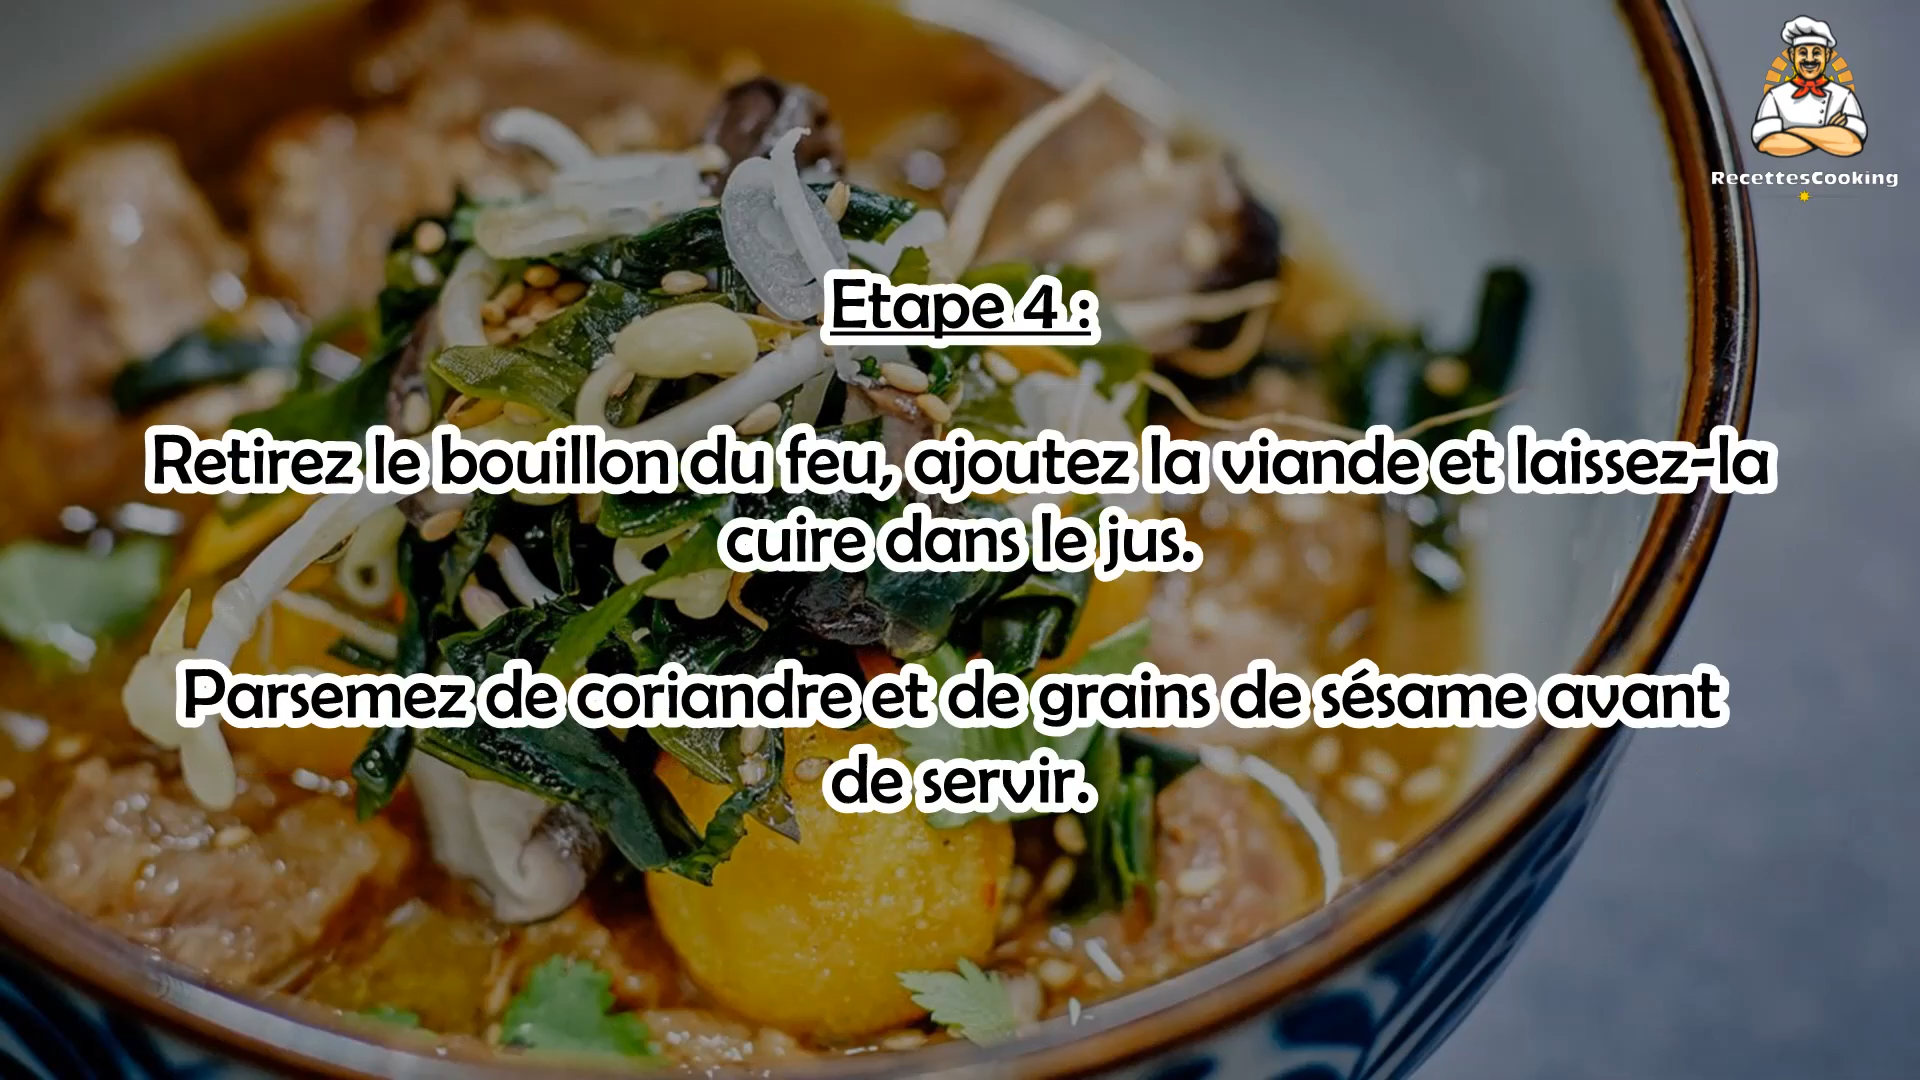 RecettesCooking
Etape 4 :
Retirez le bouillon du feu, ajoutez la viande et laissez-la
cuire dans le jus.
Parsemez de coriandre et de grains de sésame avant
de servir.